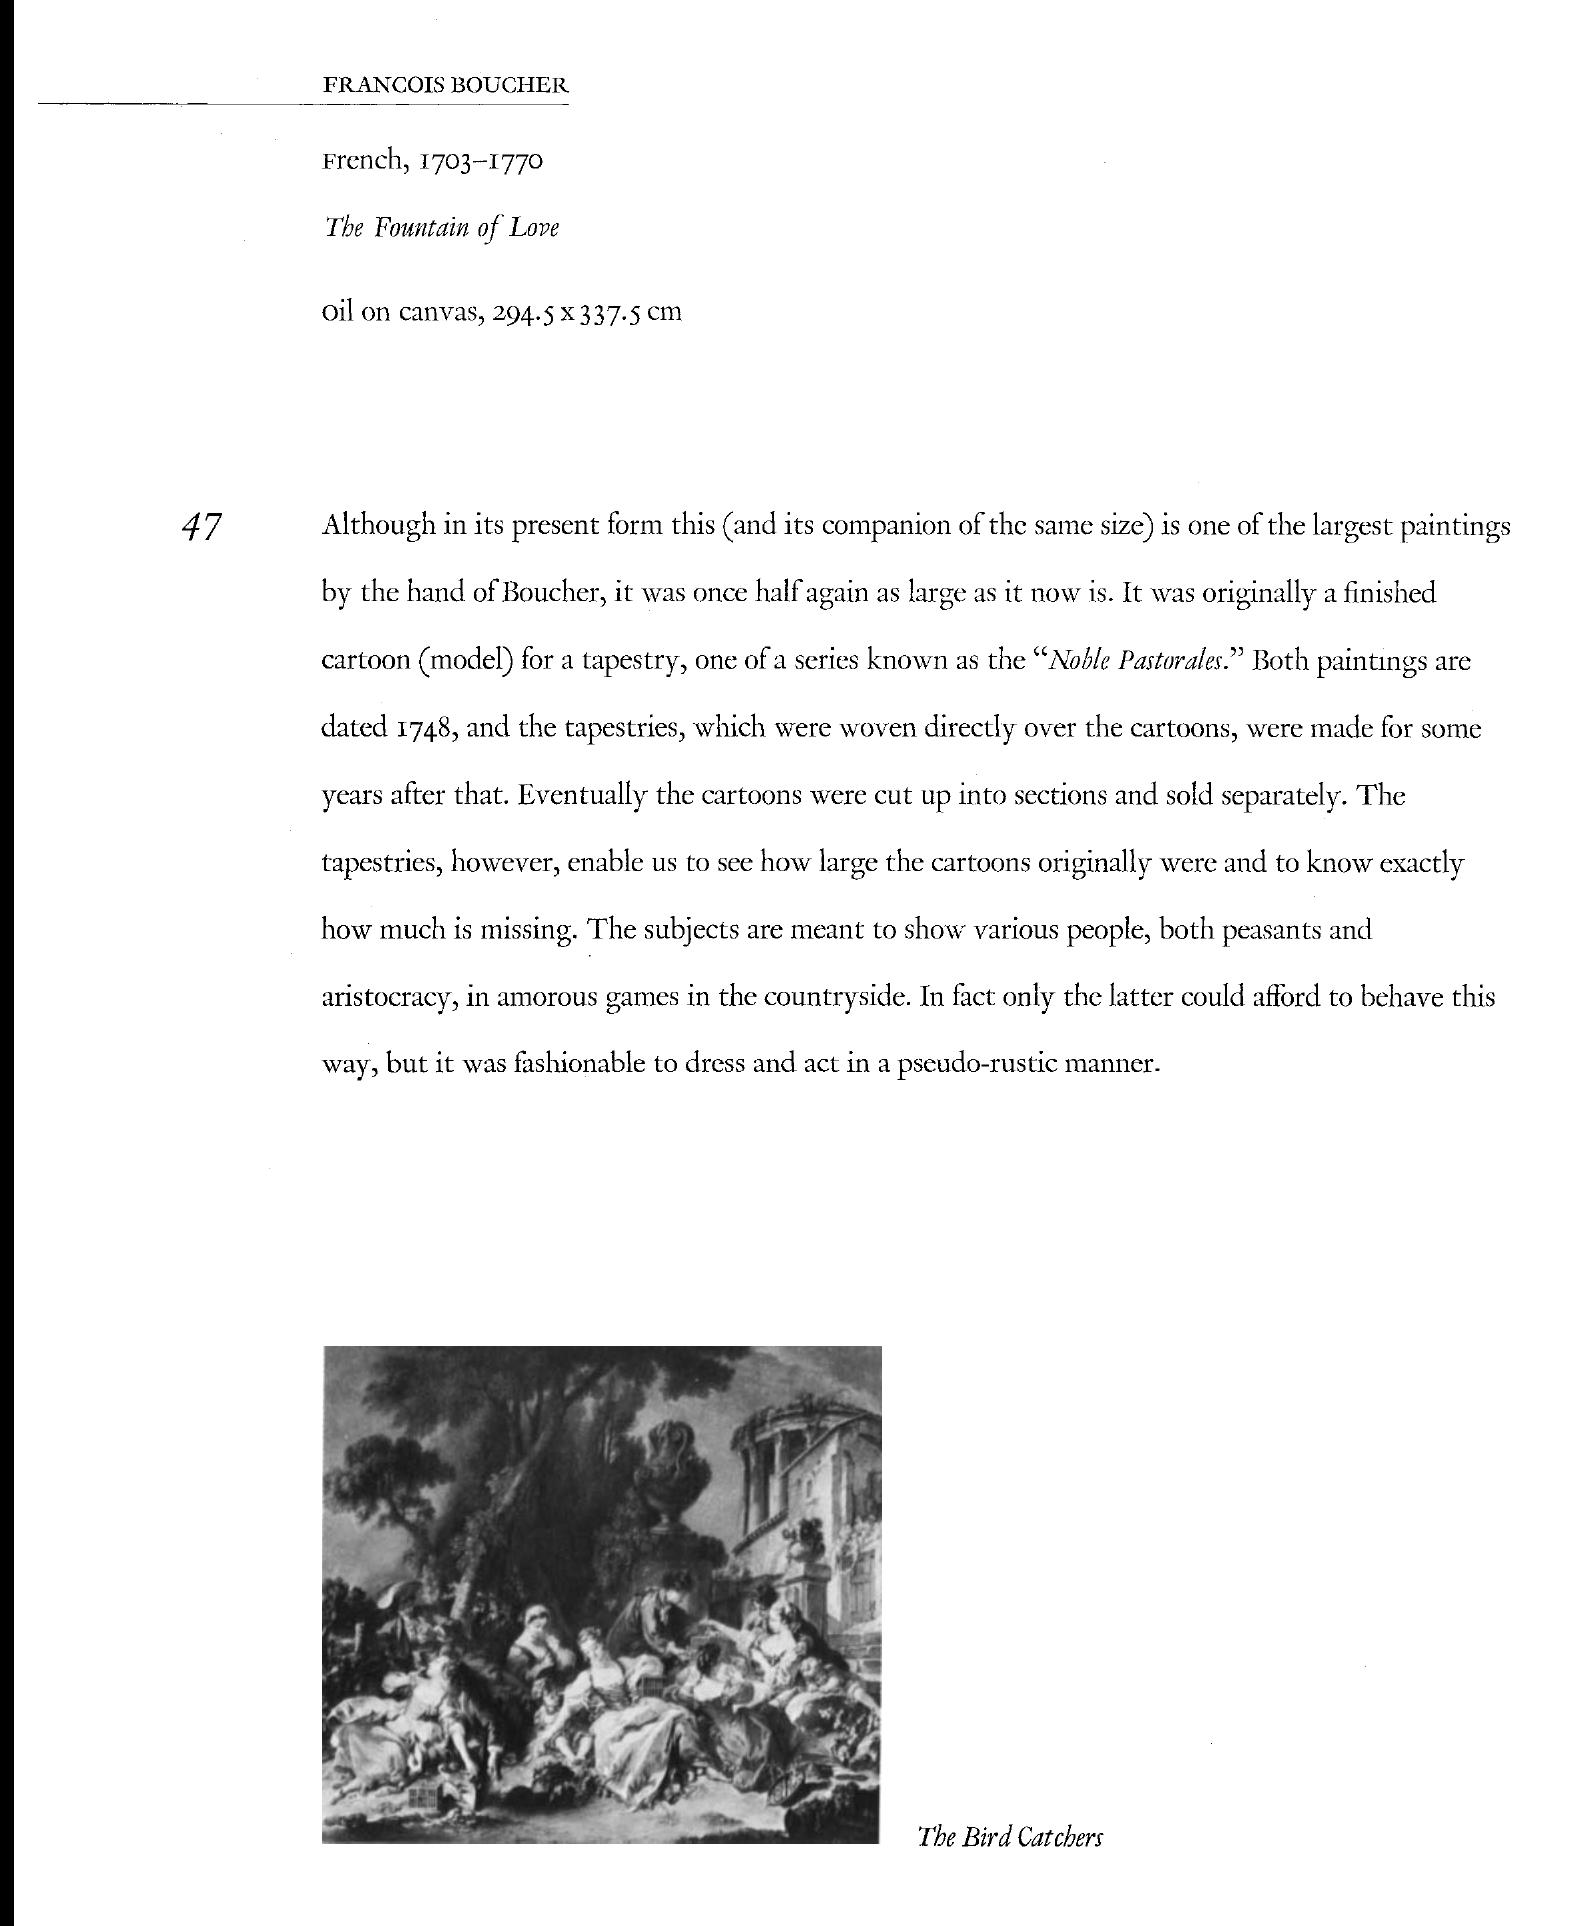 FRANCOIS BOUCHER
French, 1703–1770
The Fountain of Love
Oil on canvas, 294.5 x 337.5 cm
47
Although in its present form this (and its companion of the same size) is one of the largest paintings
by the hand of Boucher, it was once half again as large as it now is. It was originally a finished
cartoon (model) for a tapestry, one of a series known as the “Noble Pastorales.” Both paintings are
dated 1748, and the tapestries, which were woven directly over the cartoons, were made for some
years after that. Eventually the cartoons were cut up into sections and sold separately. The
tapestries, however, enable us to see how large the cartoons originally were and to know exactly
how much is missing. The subjects are meant to show various people, both peasants and
aristocracy, in amorous games in the countryside. In fact only the latter could afford to behave this
way, but it was fashionable to dress and act in a pseudo-rustic manner.
The Bird Catchers